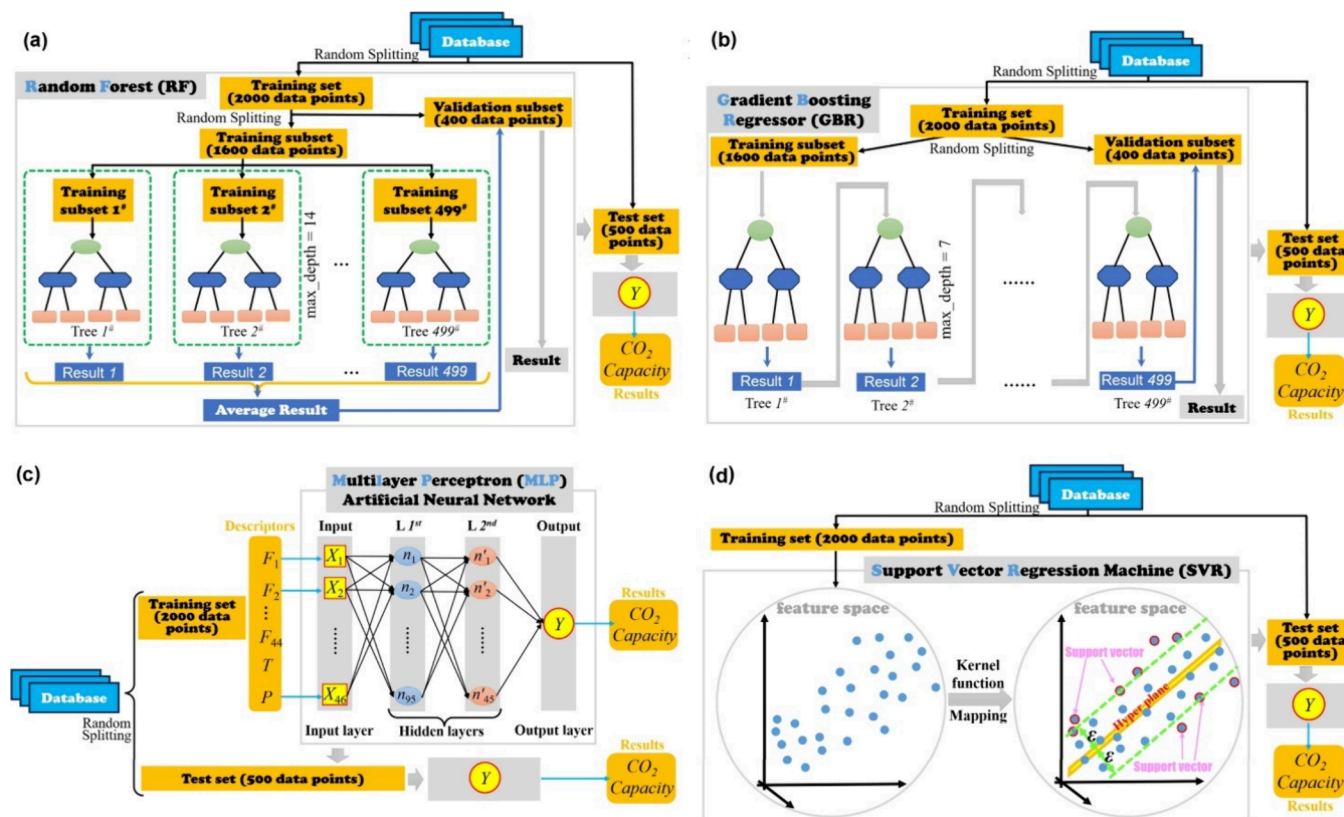 (a)
Database
Random Splitting
Random Forest (RF)
Training set
(2000 data points)
Random Splitting
Validation subset
(400 data points)
Training subset
(1600 data points)
Training
subset 1#
Training
subset 2#
...
Training
subset 499#
max_depth = 14
Tree 1#
Tree 2#
Tree 499#
Result 1
Result 2
...
Result 499
Average Result
Result
Test set
(500 data
points)
Y
CO2
Capacity
Results
(b)
Database
Random Splitting
Gradient Boosting
Regressor (GBR)
Training set
(2000 data points)
Random Splitting
Training subset
(1600 data points)
Validation subset
(400 data points)
max_depth = 7
......
Result 1
Result 2
......
Result 499
Tree 1#
Tree 2#
Tree 499#
Result
Test set
(500 data
points)
Y
CO2
Capacity
Results
(c)
Multilayer Perceptron (MLP)
Artificial Neural Network
Descriptors
Input
L 1st
L 2nd
Output
F1
F2
⋮
F44
T
P
X1
X2
......
X46
n1
n2
......
n95
n'1
n'2
......
n'45
Y
Input layer
Hidden layers
Output layer
Results
CO2
Capacity
Training set
(2000 data
points)
Database
Random
Splitting
Test set (500 data points)
Y
Results
CO2
Capacity
(d)
Database
Random Splitting
Training set (2000 data points)
Support Vector Regression Machine (SVR)
feature space
Kernel
function
Mapping
feature space
Support vector
Hyper plane
ε
ε
Support vector
Test set
(500 data
points)
Y
CO2
Capacity
Results